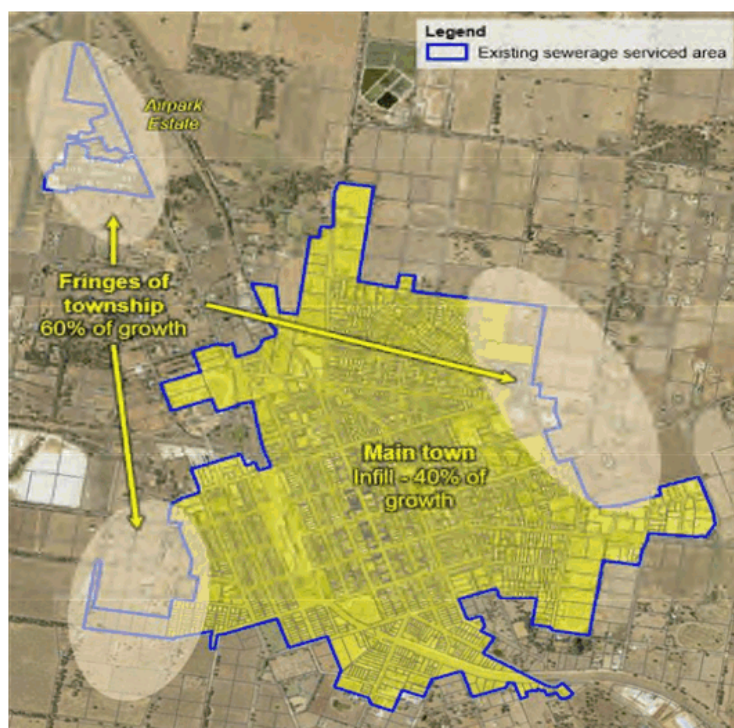 Legend
Existing sewerage serviced area
Airpark
Estate
Fringes of
township
60% of growth
Main town
Infill - 40% of
growth